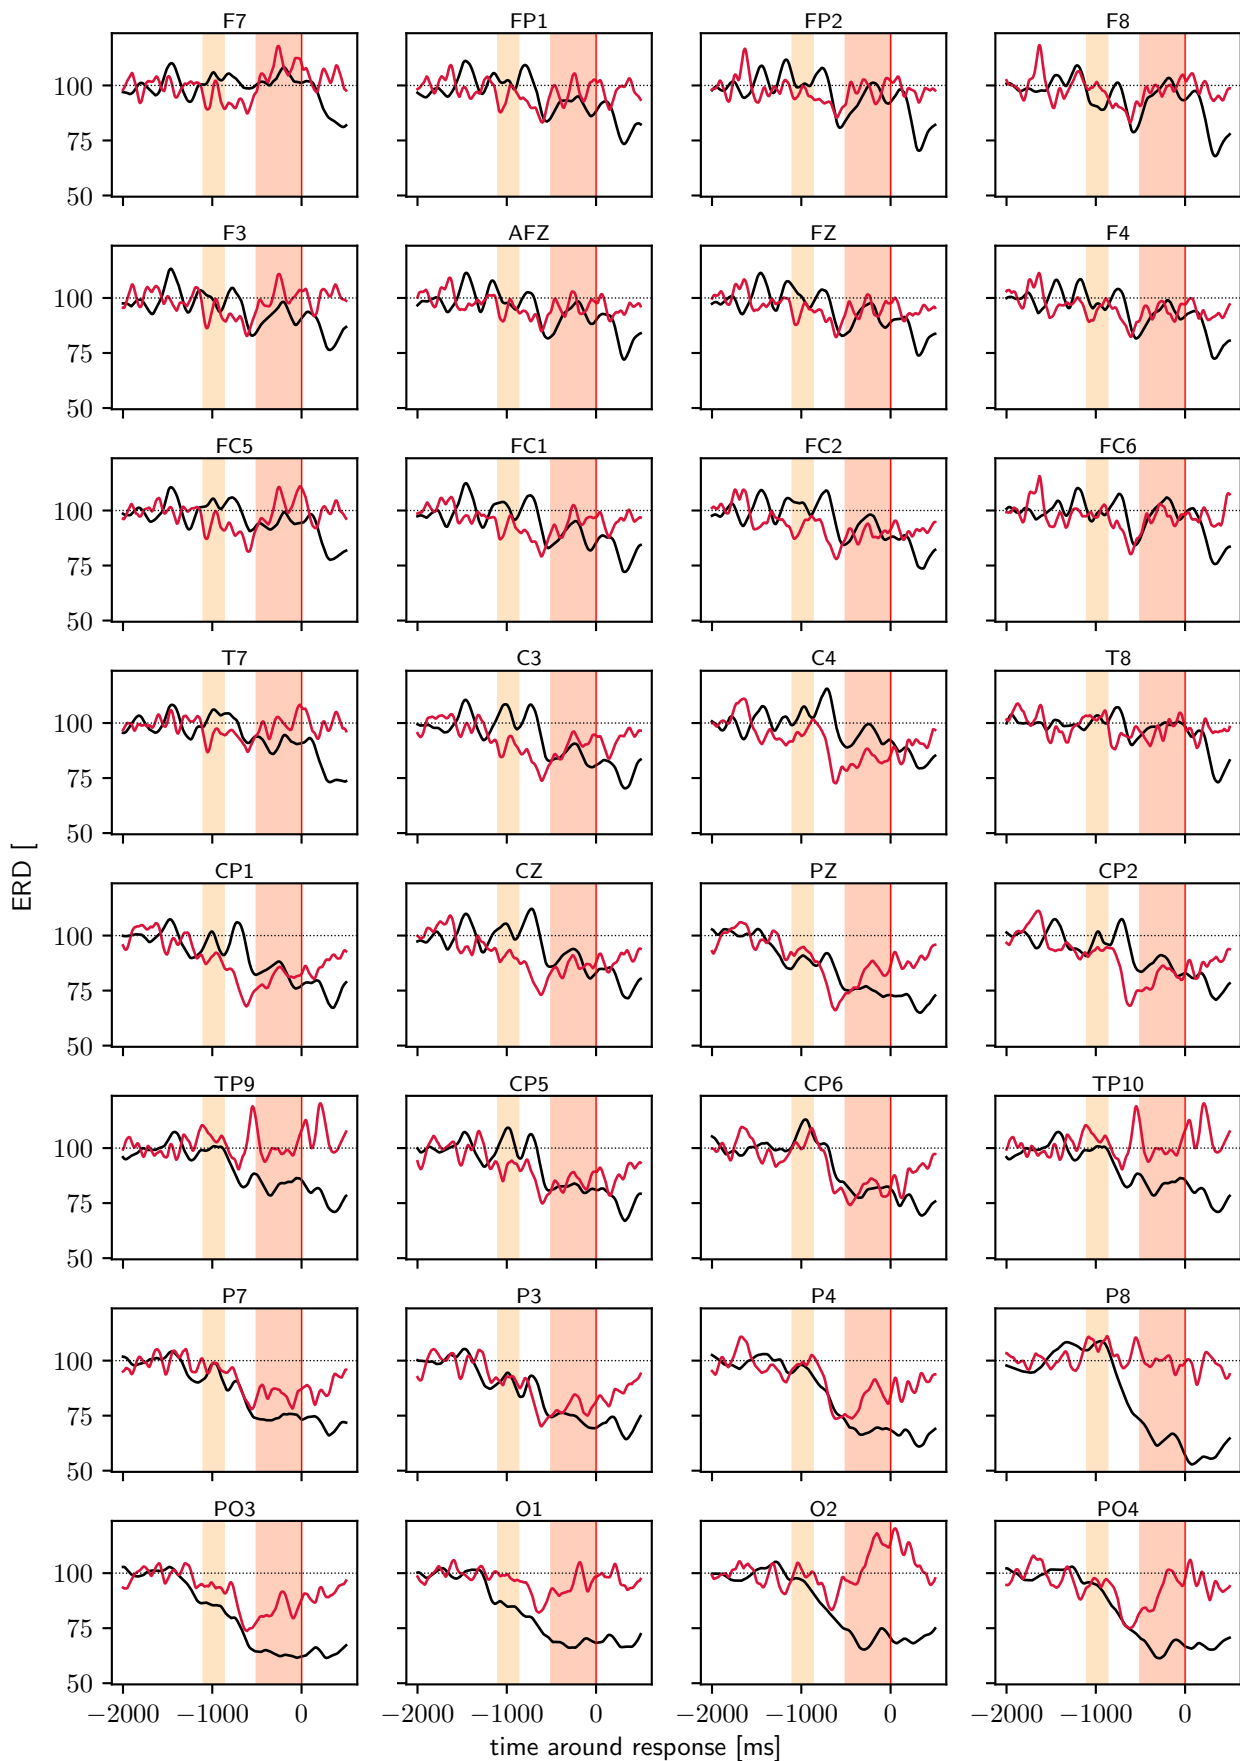 F7 FP1 FP2 F8
100
75
50
F3 AFZ FZ F4
100
75
50
FC5 FC1 FC2 FC6
100
75
50
T7 C3 C4 T8
100
75
50
ERD [
CP1 CZ PZ CP2
100
75
50
TP9 CP5 CP6 TP10
100
75
50
P7 P3 P4 P8
100
75
50
PO3 O1 O2 PO4
100
75
50
−2000 −1000 0 −2000 −1000 0 −2000 −1000 0 −2000 −1000 0
time around response [ms]